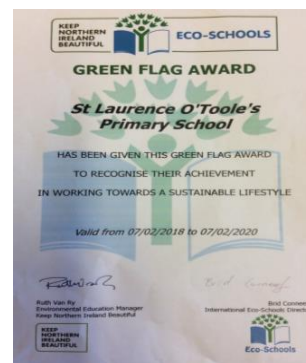 KEEP
NORTHERN
IRELAND
BEAUTIFUL
ECO-SCHOOLS
GREEN FLAG AWARD
St Laurence O'Toole's
Primary School
HAS BEEN GIVEN THIS GREEN FLAG AWARD
TO RECOGNISE THEIR ACHIEVEMENT
IN WORKING TOWARDS A SUSTAINABLE LIFESTYLE
Valid from 07/02/2018 to 07/02/2020
Ruth Van Ry
Environmental Education Manager
Keep Northern Ireland Beautiful
Brid Connee
International Eco-Schools Direct
KEEP
NORTHERN
IRELAND
BEAUTIFUL
Eco-Schools